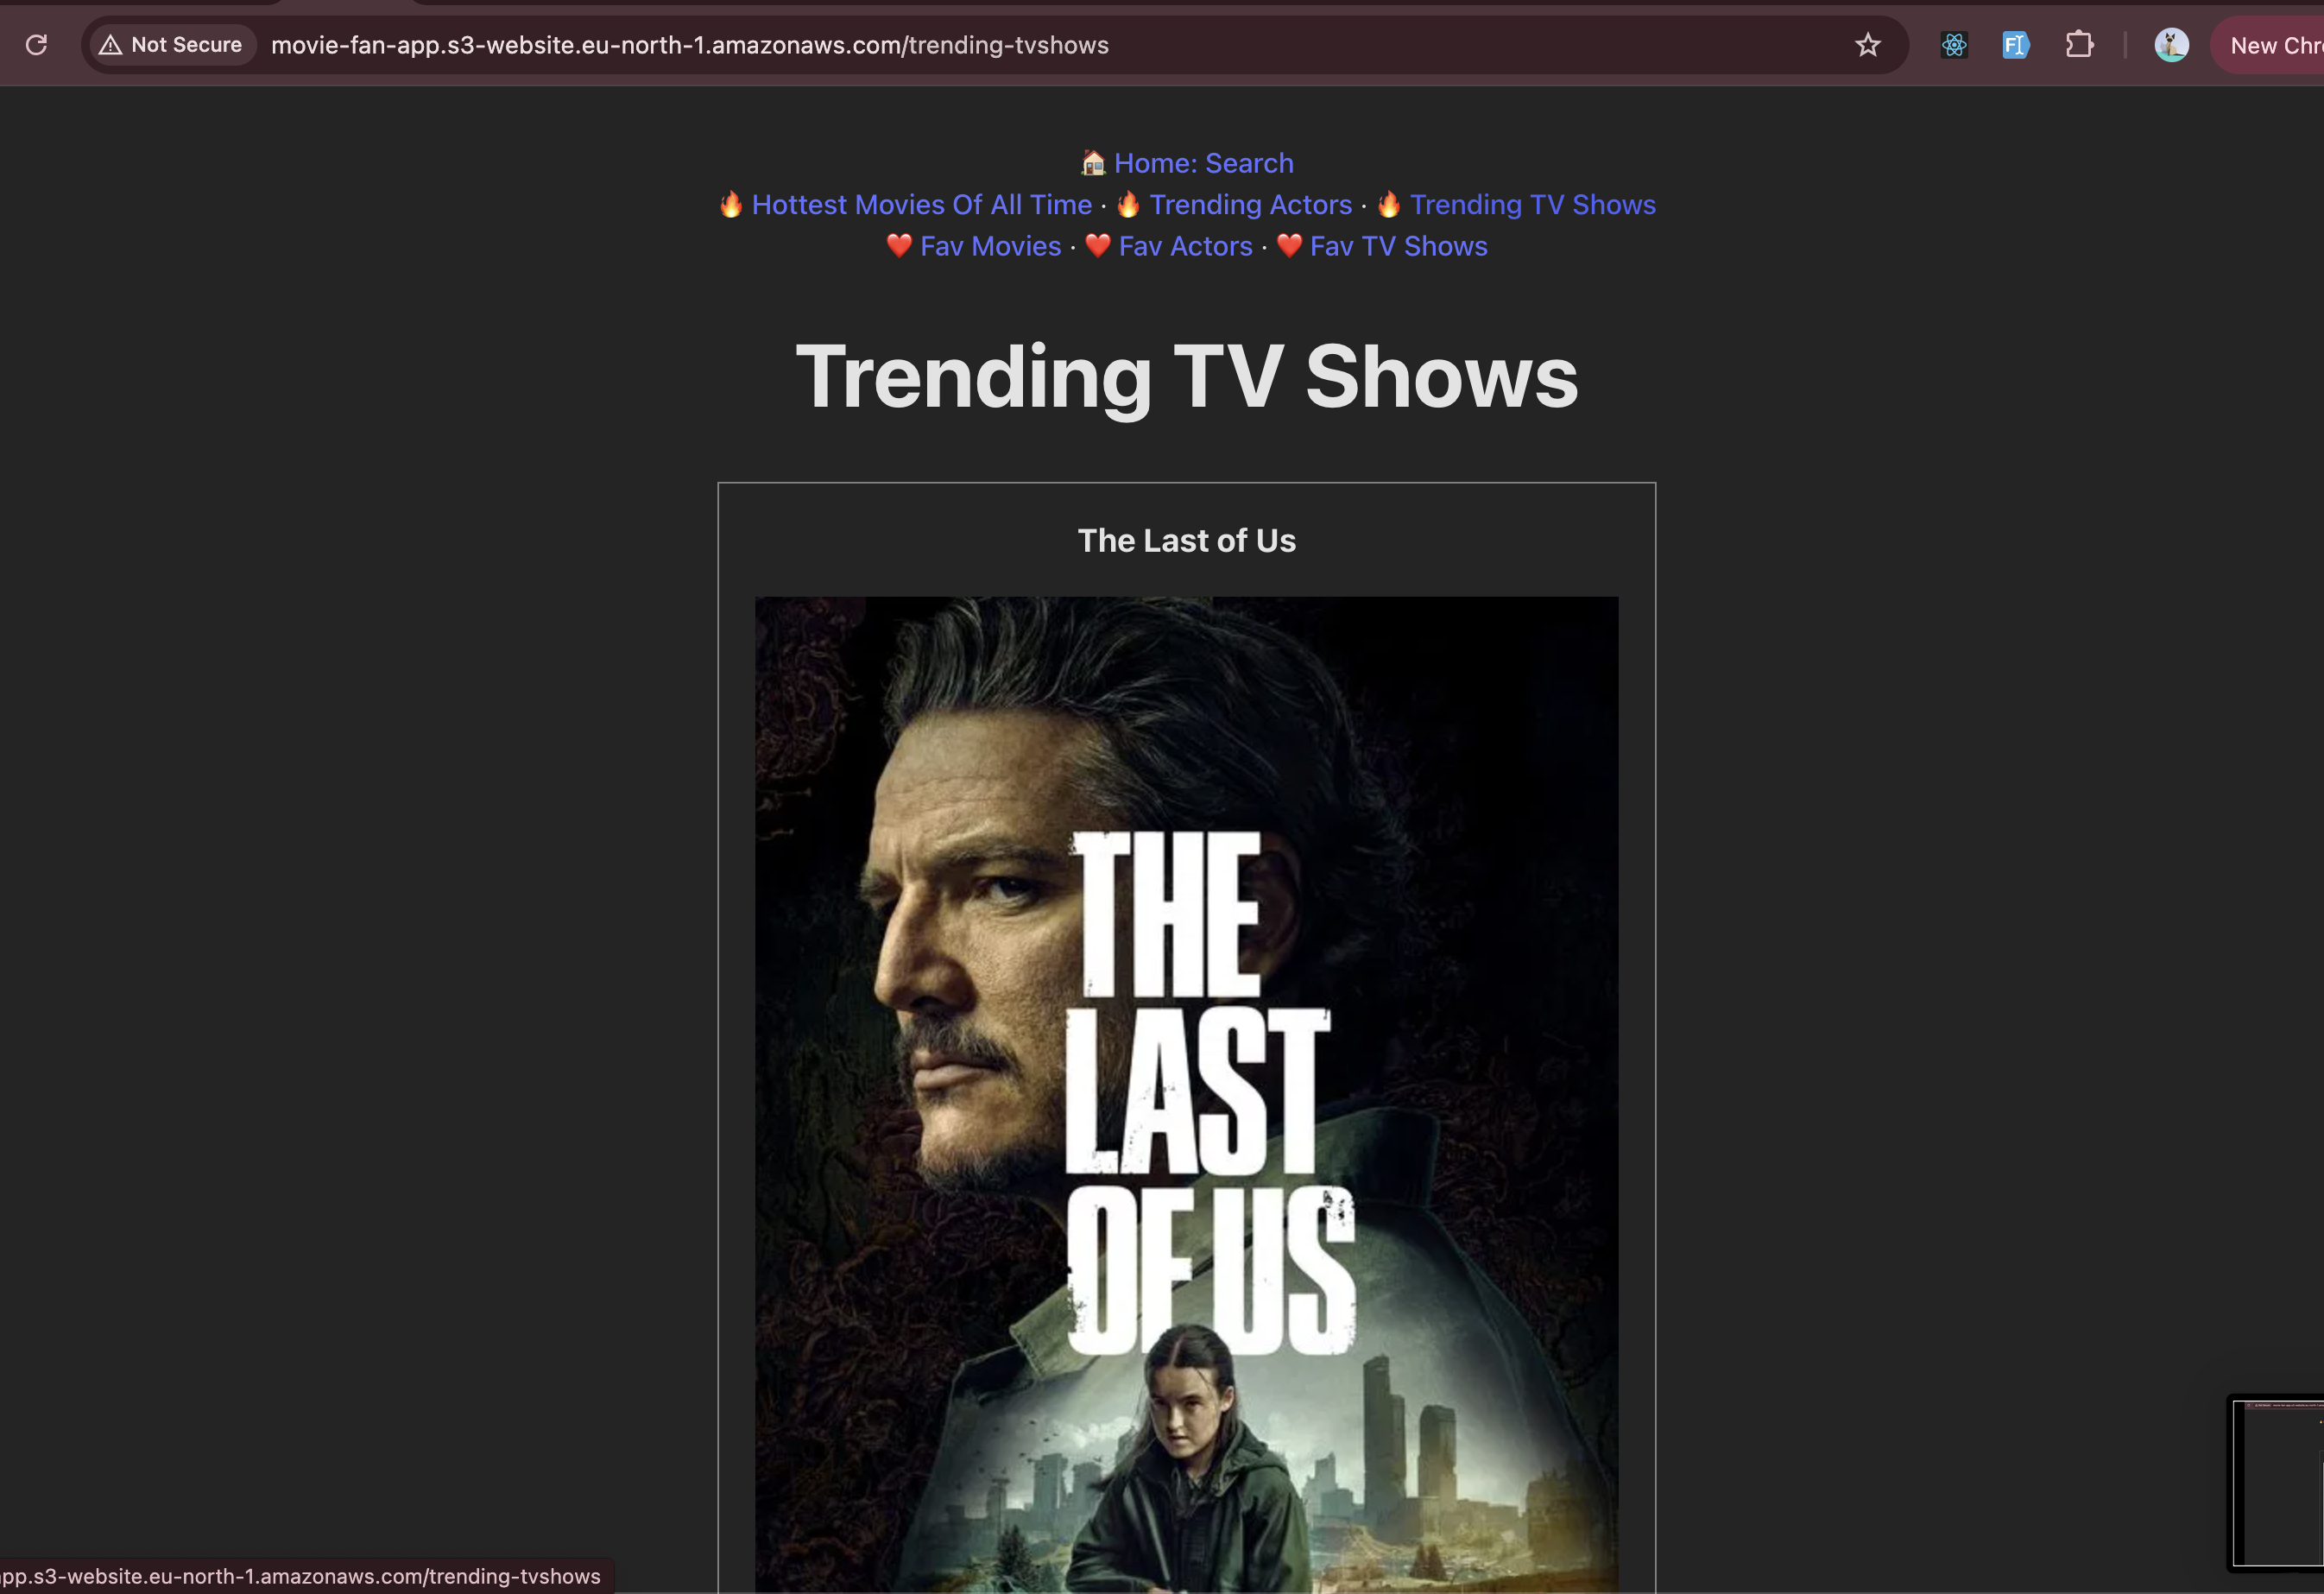 Not Secure movie-fan-app.s3-website.eu-north-1.amazonaws.com/trending-tvshows New Chr
🏠 Home: Search
🔥 Hottest Movies Of All Time · 🔥 Trending Actors · 🔥 Trending TV Shows
❤️ Fav Movies · ❤️ Fav Actors · ❤️ Fav TV Shows
Trending TV Shows
The Last of Us
THE
LAST
OF US
pp.s3-website.eu-north-1.amazonaws.com/trending-tvshows